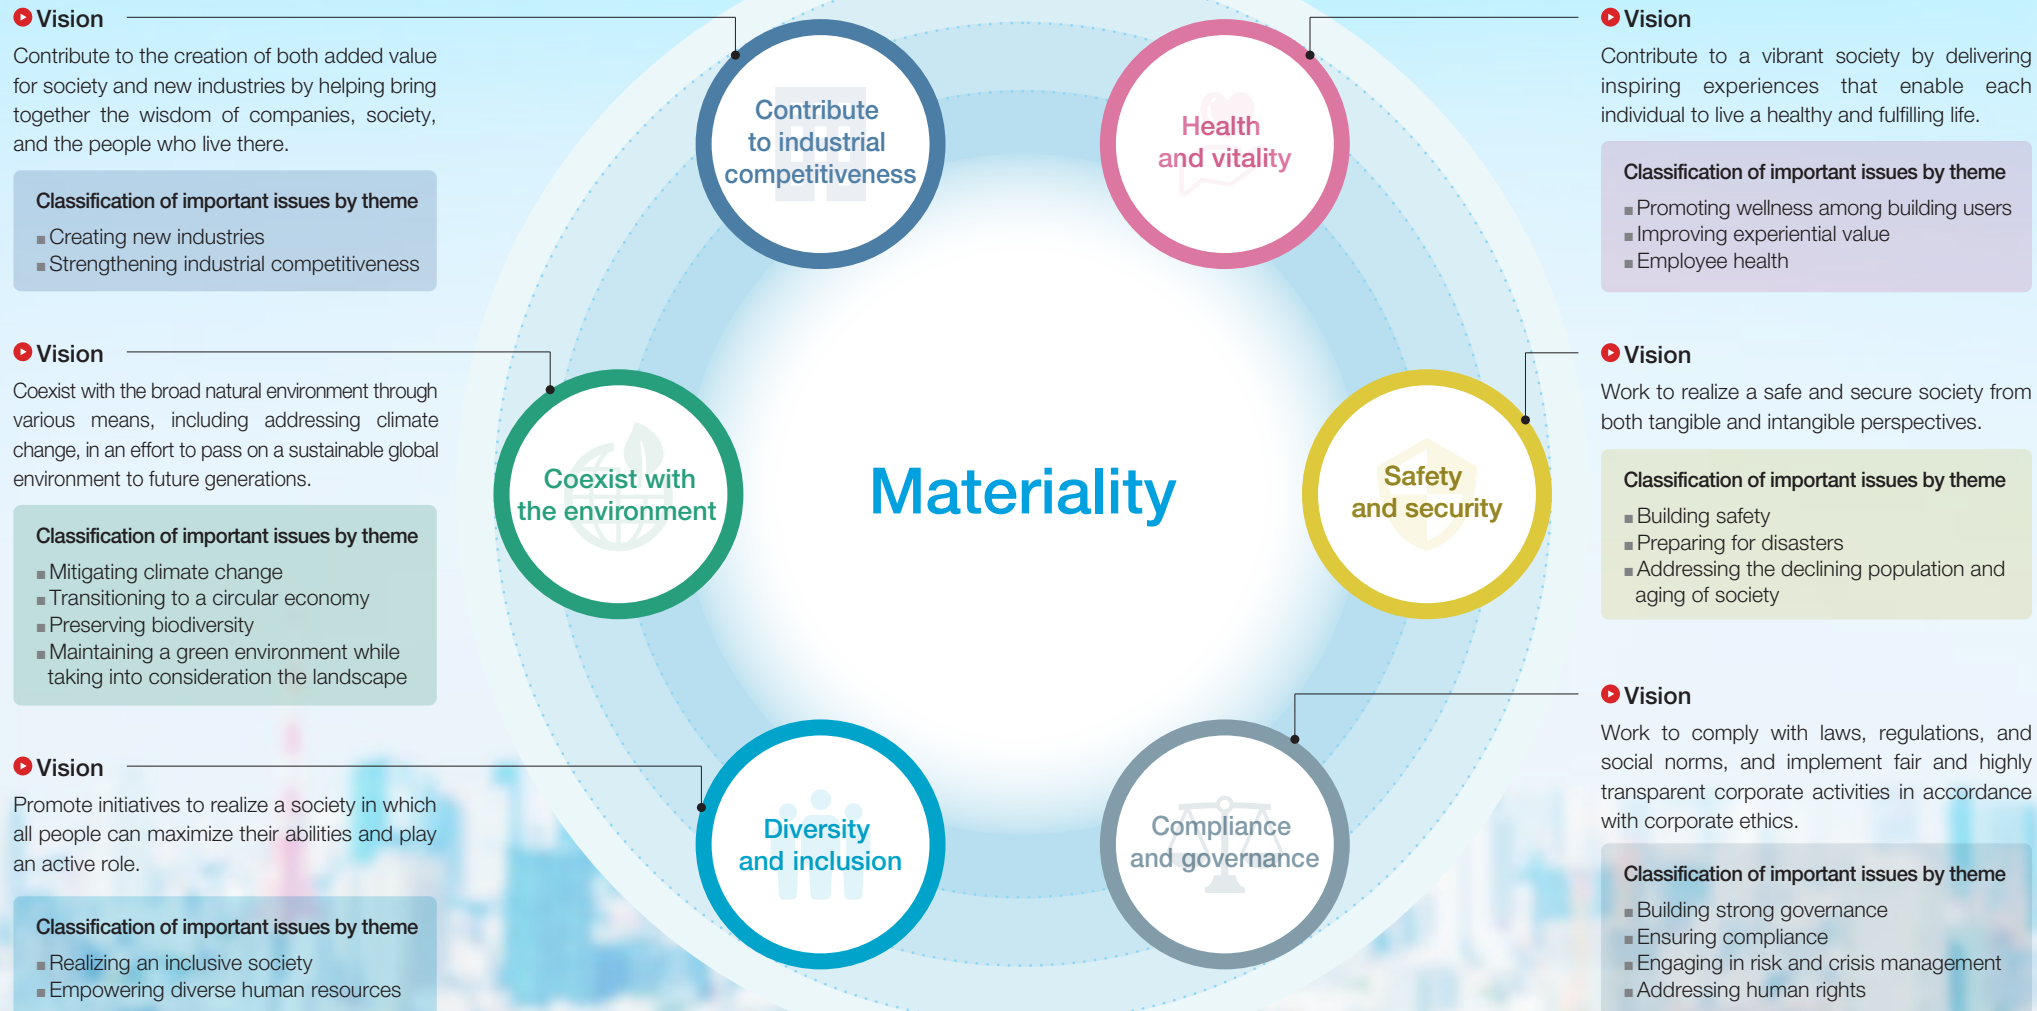 Vision
Contribute to the creation of both added value
for society and new industries by helping bring
together the wisdom of companies, society,
and the people who live there.
Classification of important issues by theme
■ Creating new industries
■ Strengthening industrial competitiveness
Vision
Coexist with the broad natural environment through
various means, including addressing climate
change, in an effort to pass on a sustainable global
environment to future generations.
Classification of important issues by theme
■ Mitigating climate change
■ Transitioning to a circular economy
■ Preserving biodiversity
■ Maintaining a green environment while
taking into consideration the landscape
Vision
Promote initiatives to realize a society in which
all people can maximize their abilities and play
an active role.
Classification of important issues by theme
■ Realizing an inclusive society
■ Empowering diverse human resources
Contribute
to industrial
competitiveness
Health
and vitality
Coexist with
the environment
Materiality
Safety
and security
Diversity
and inclusion
Compliance
and governance
Vision
Contribute to a vibrant society by delivering
inspiring experiences that enable each
individual to live a healthy and fulfilling life.
Classification of important issues by theme
■ Promoting wellness among building users
■ Improving experiential value
■ Employee health
Vision
Work to realize a safe and secure society from
both tangible and intangible perspectives.
Classification of important issues by theme
■ Building safety
■ Preparing for disasters
■ Addressing the declining population and
aging of society
Vision
Work to comply with laws, regulations, and
social norms, and implement fair and highly
transparent corporate activities in accordance
with corporate ethics.
Classification of important issues by theme
■ Building strong governance
■ Ensuring compliance
■ Engaging in risk and crisis management
■ Addressing human rights